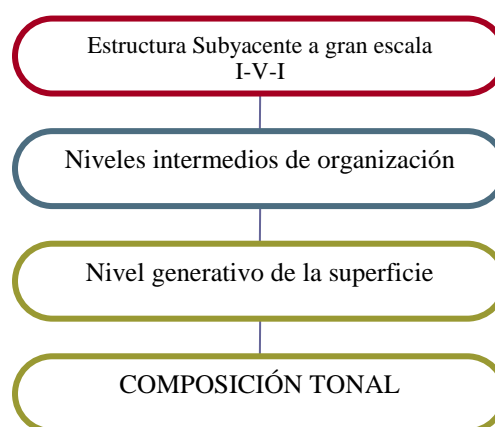 Estructura Subyacente a gran escala
I-V-I
Niveles intermedios de organización
Nivel generativo de la superficie
COMPOSICIÓN TONAL